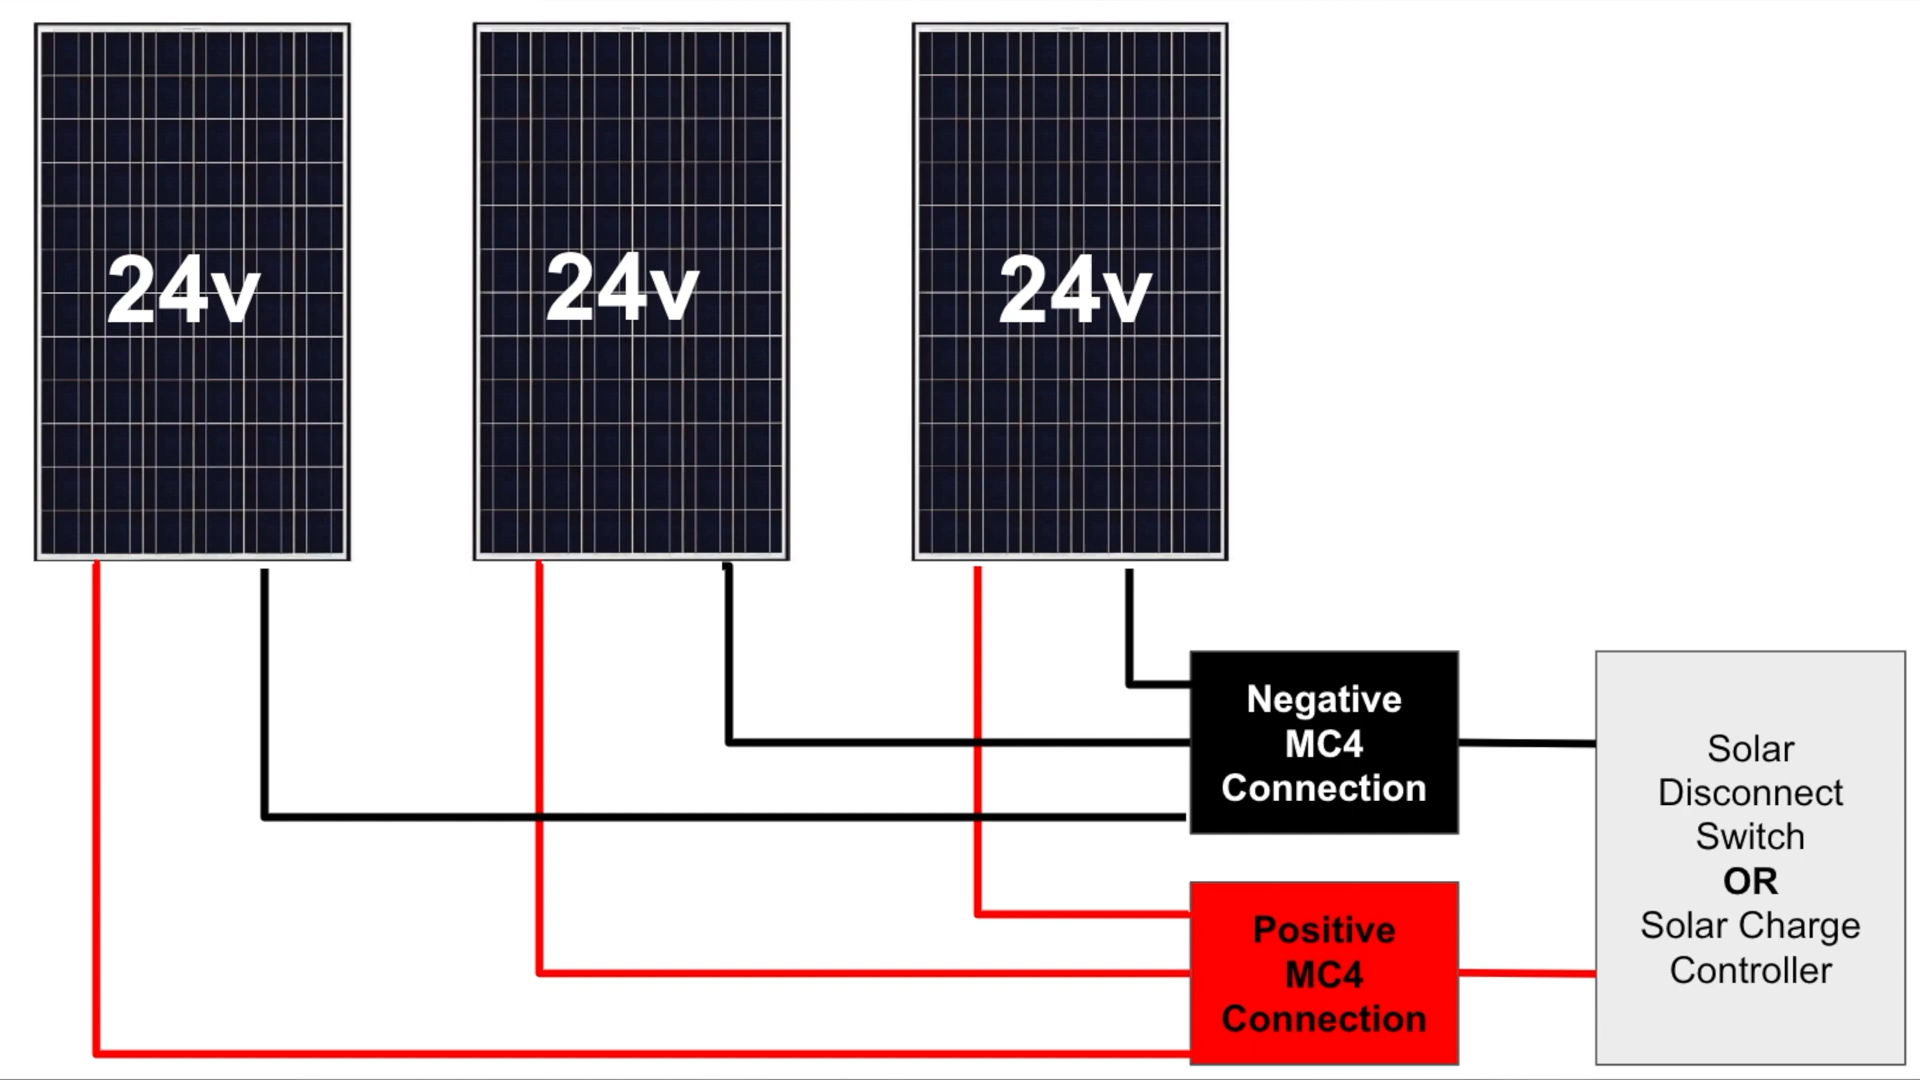 24v
24v
24v
Negative
MC4
Connection
Positive
MC4
Connection
Solar
Disconnect
Switch
OR
Solar Charge
Controller